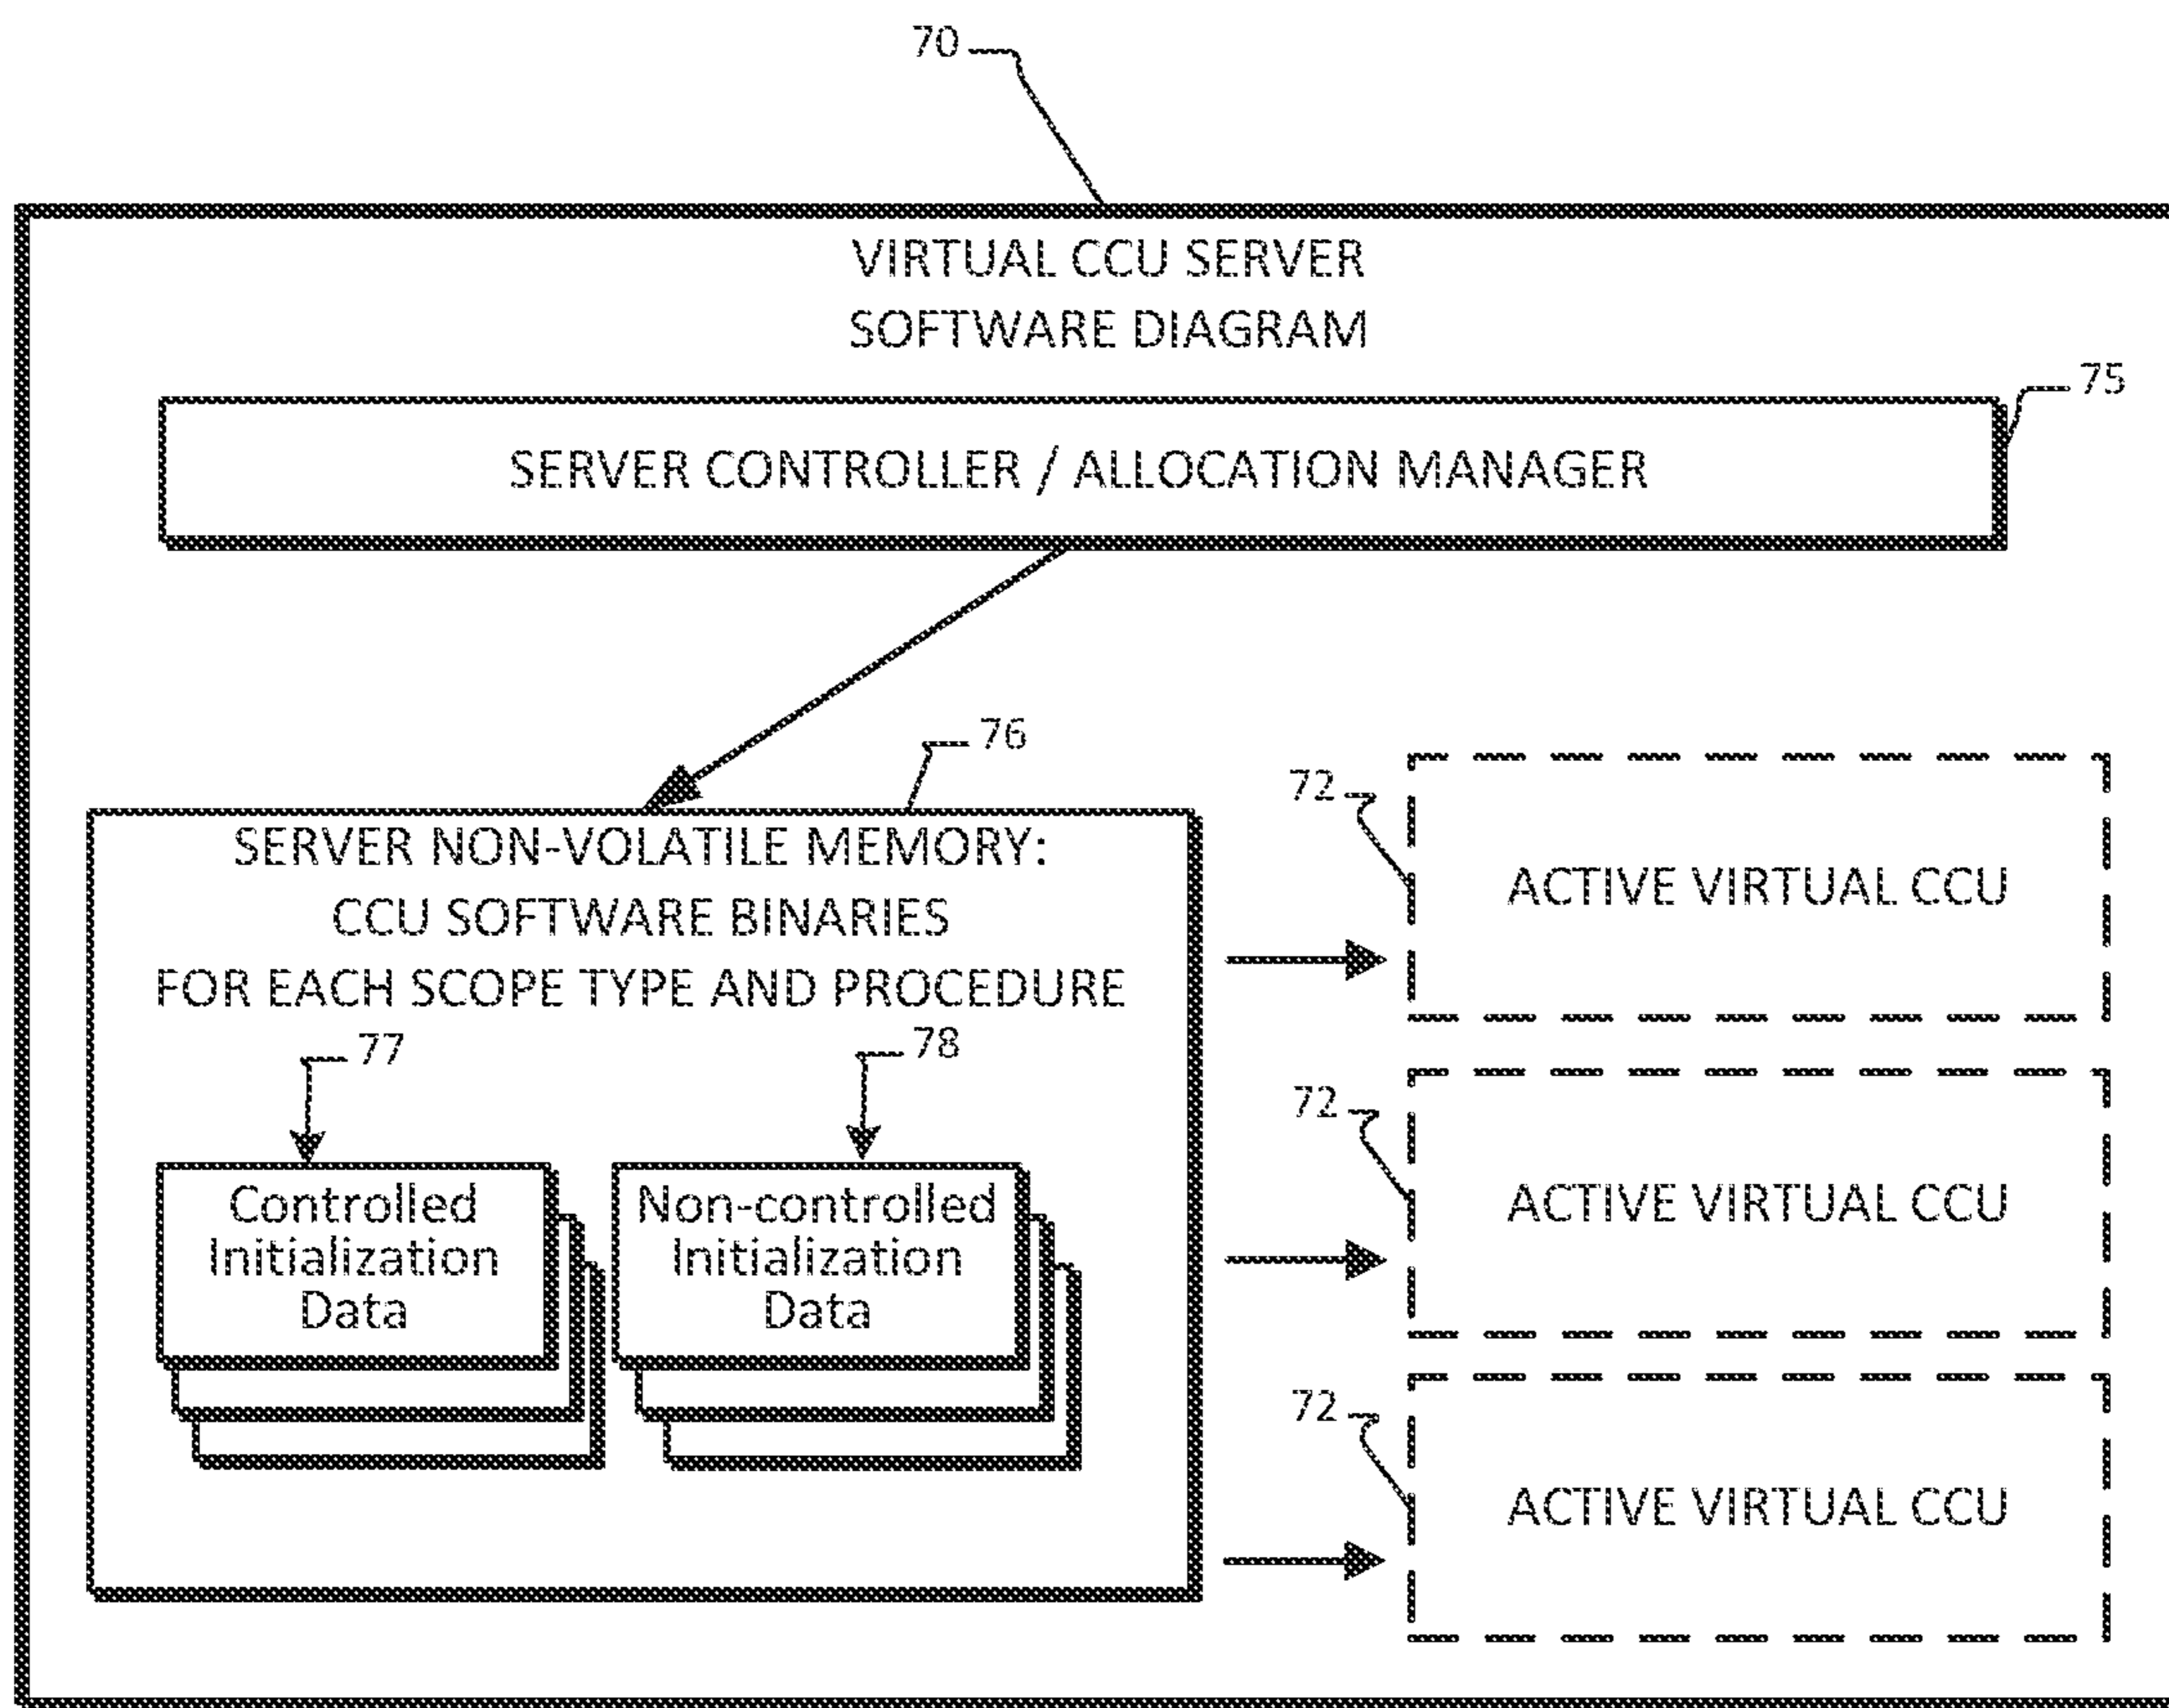 70
VIRTUAL CCU SERVER
SOFTWARE DIAGRAM
75
SERVER CONTROLLER / ALLOCATION MANAGER
76
SERVER NON-VOLATILE MEMORY:
CCU SOFTWARE BINARIES
FOR EACH SCOPE TYPE AND PROCEDURE
77
78
Controlled
Initialization
Data
Non-controlled
Initialization
Data
72
ACTIVE VIRTUAL CCU
72
ACTIVE VIRTUAL CCU
72
ACTIVE VIRTUAL CCU